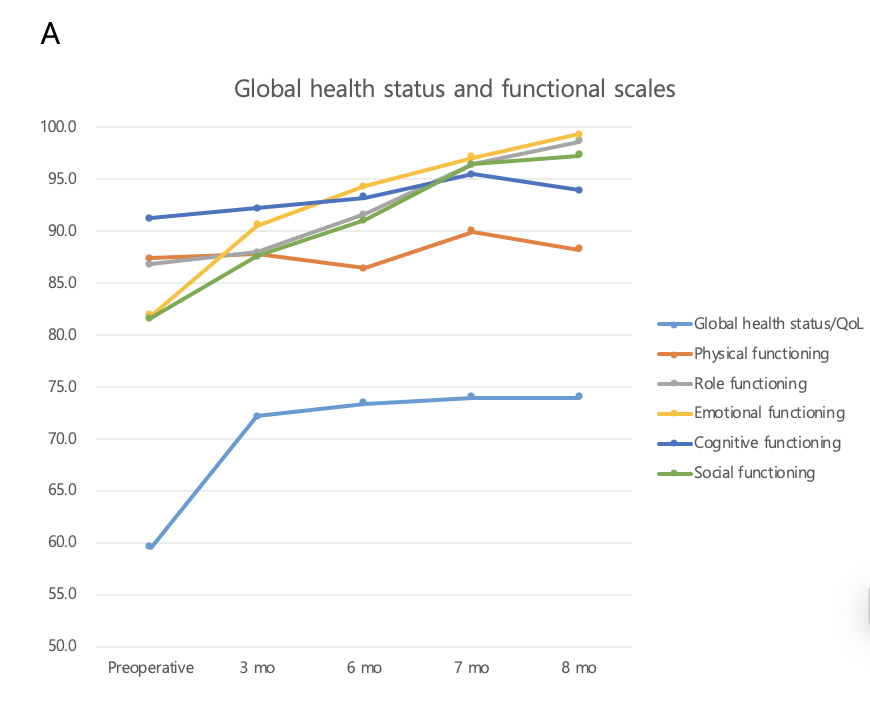 A
Global health status and functional scales
100.0
95.0
90.0
85.0
80.0
75.0
70.0
65.0
60.0
55.0
50.0
Preoperative 3 mo 6 mo 7 mo 8 mo
Global health status/QoL
Physical functioning
Role functioning
Emotional functioning
Cognitive functioning
Social functioning